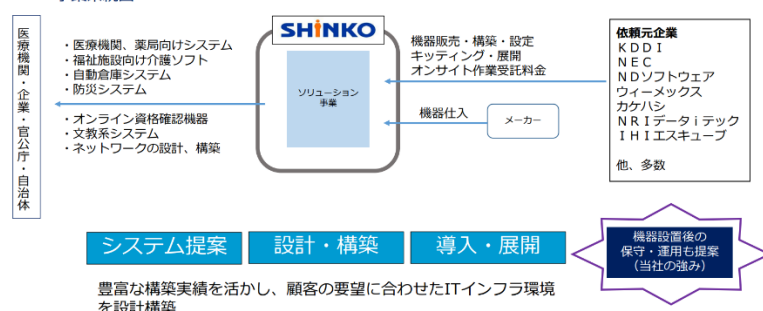 医療機関・企業・官公庁・自治体
・医療機関、薬局向けシステム
・福祉施設向け介護ソフト
・自動倉庫システム
・防災システム
・オンライン資格確認機器
・文教系システム
・ネットワークの設計、構築
SHiNKO
ソリューション
事業
機器販売・構築・設定
キッティング・展開
オンサイト作業受託料金
機器仕入
メーカー
依頼元企業
ＫＤＤＩ
ＮＥＣ
ＮＤソフトウェア
ウィーメックス
カケハシ
ＮＲＩデータｉテック
ＩＨＩエスキューブ
他、多数
システム提案
設計・構築
導入・展開
機器設置後の
保守・運用も提案
（当社の強み）
豊富な構築実績を活かし、顧客の要望に合わせたITインフラ環境
を設計構築